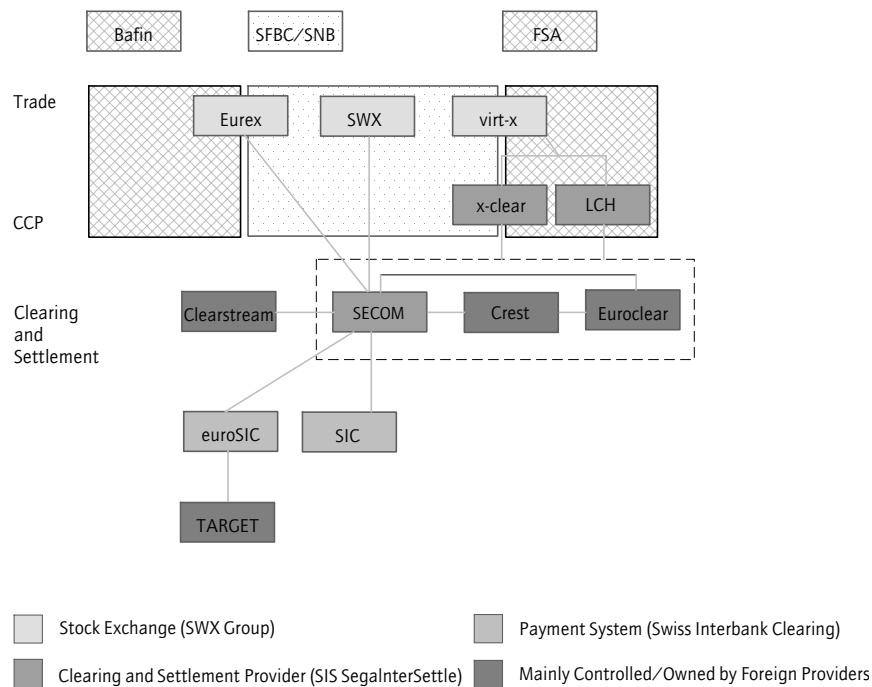 Bafin
SFBC/SNB
FSA
Trade
Eurex
SWX
virt-x
x-clear
LCH
CCP
Clearing
and
Settlement
Clearstream
SECOM
Crest
Euroclear
euroSIC
SIC
TARGET
Stock Exchange (SWX Group)
Payment System (Swiss Interbank Clearing)
Clearing and Settlement Provider (SIS SegaInterSettle)
Mainly Controlled/Owned by Foreign Providers